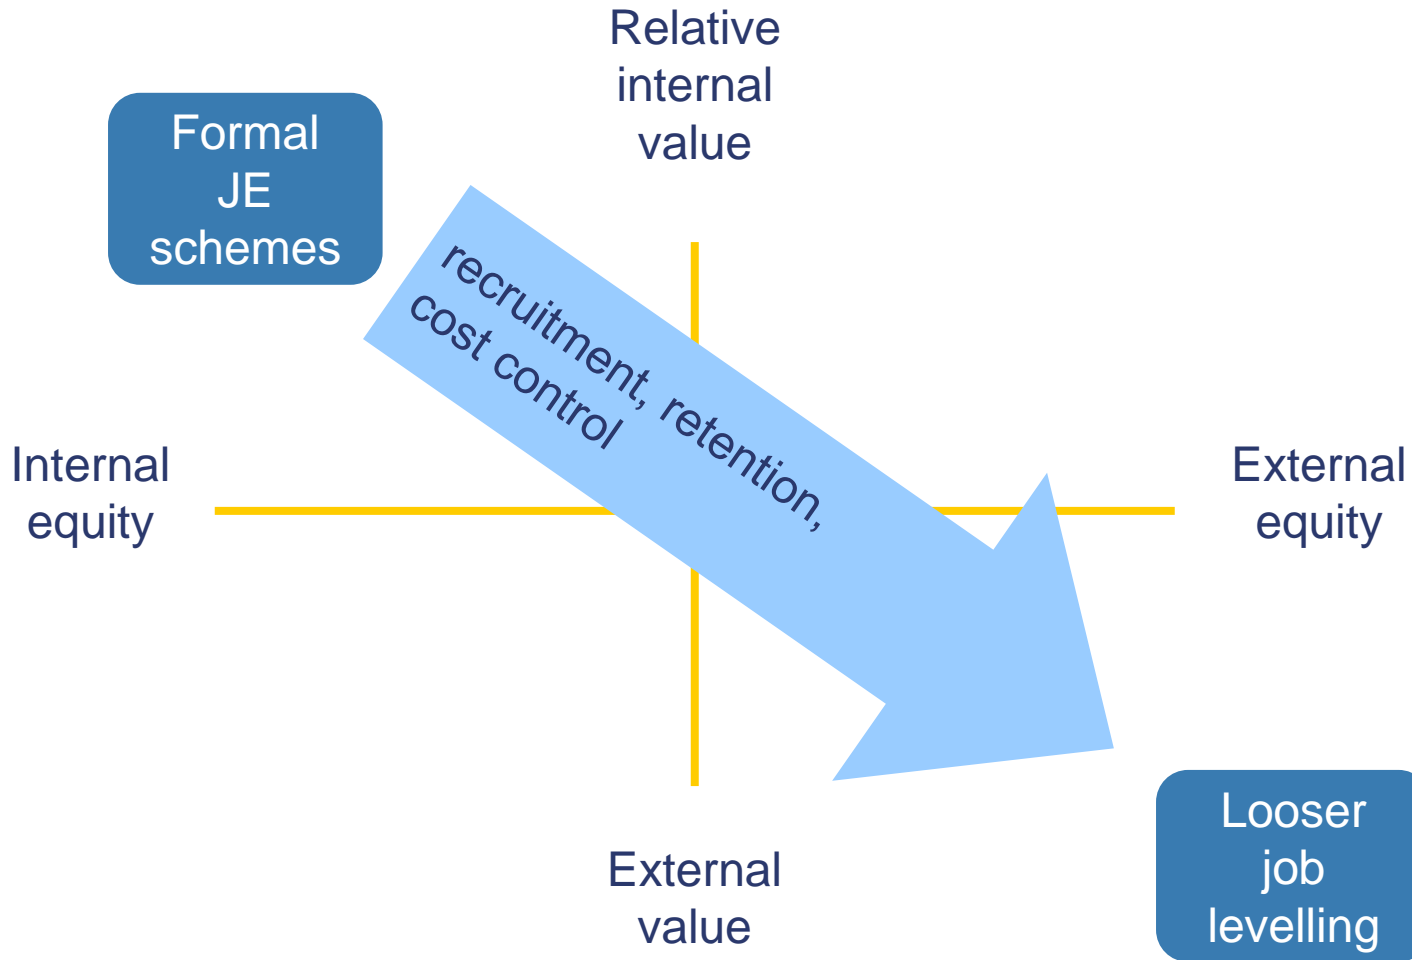 Relative
internal
value
Formal
JE
schemes
recruitment, retention,
cost control
Internal
equity
External
equity
External
value
Looser
job
levelling